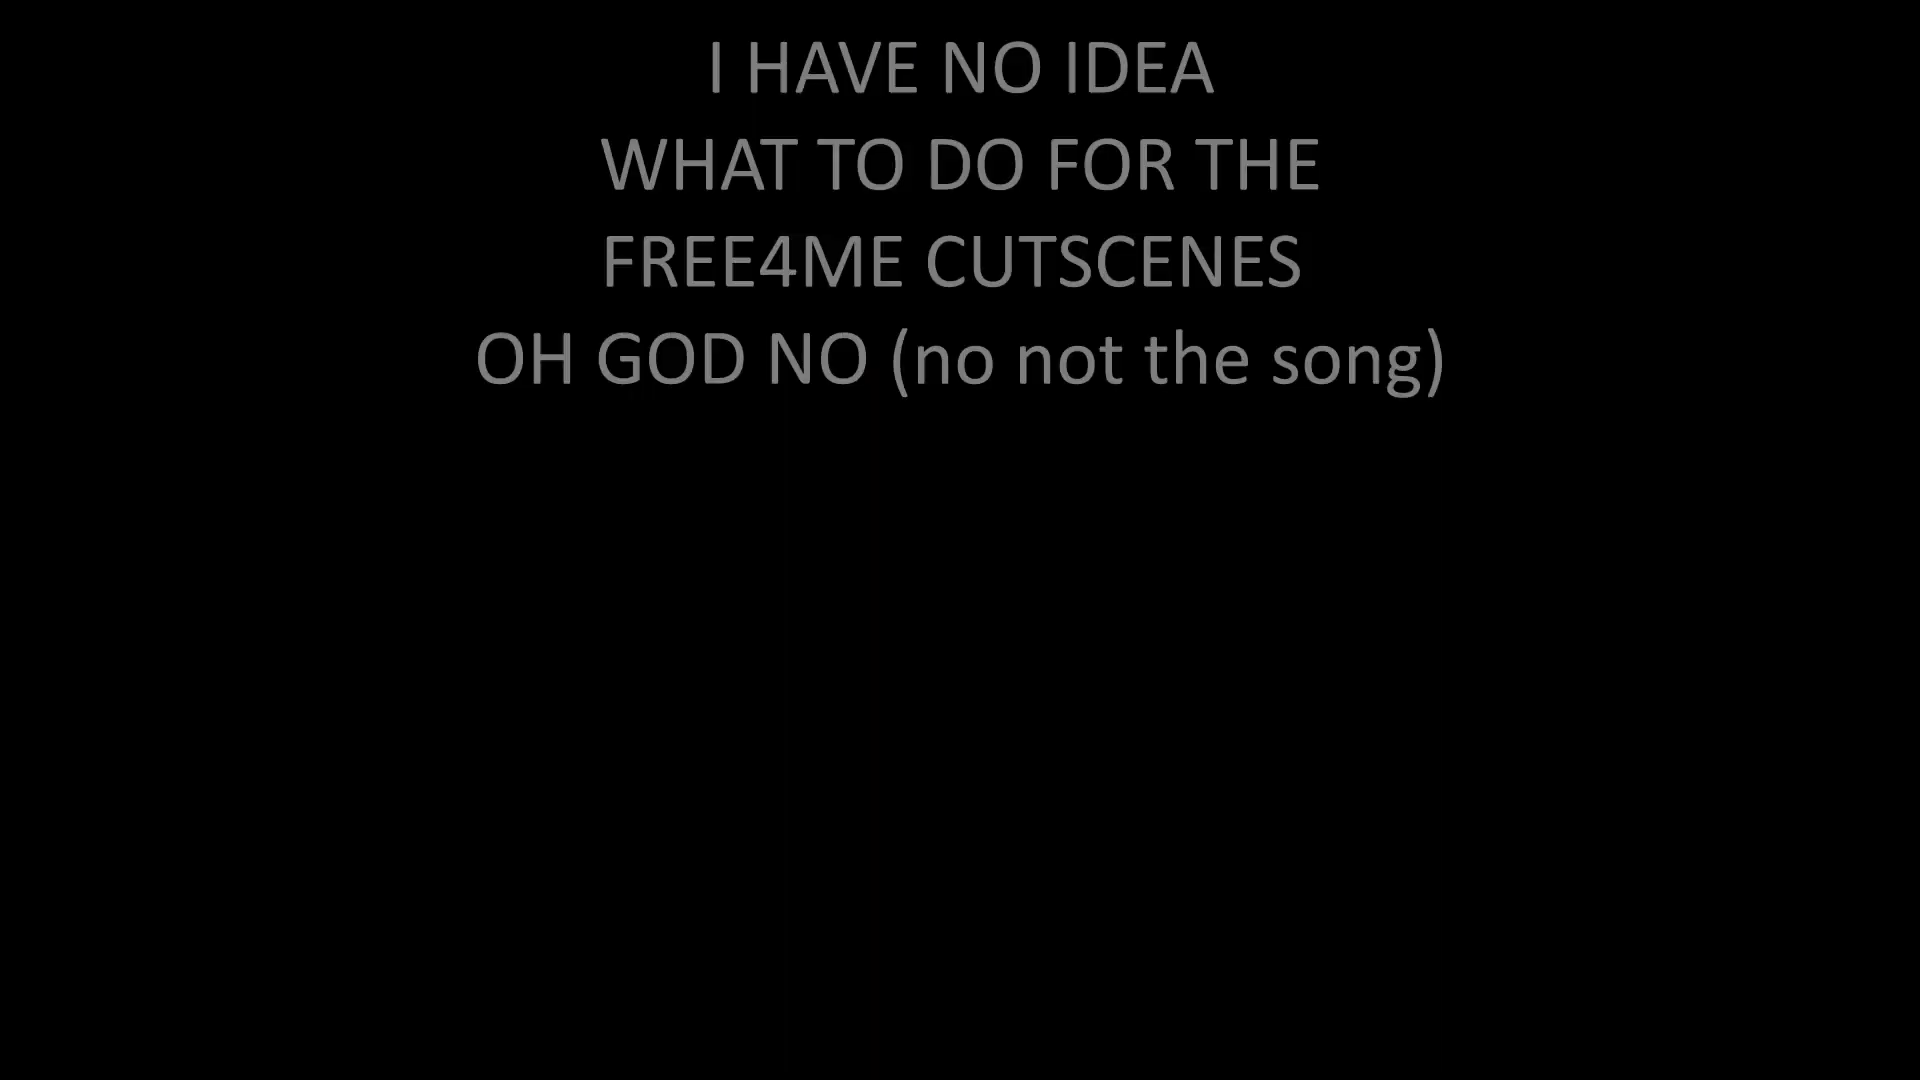 I HAVE NO IDEA
WHAT TO DO FOR THE
FREE4ME CUTSCENES
OH GOD NO (no not the song)